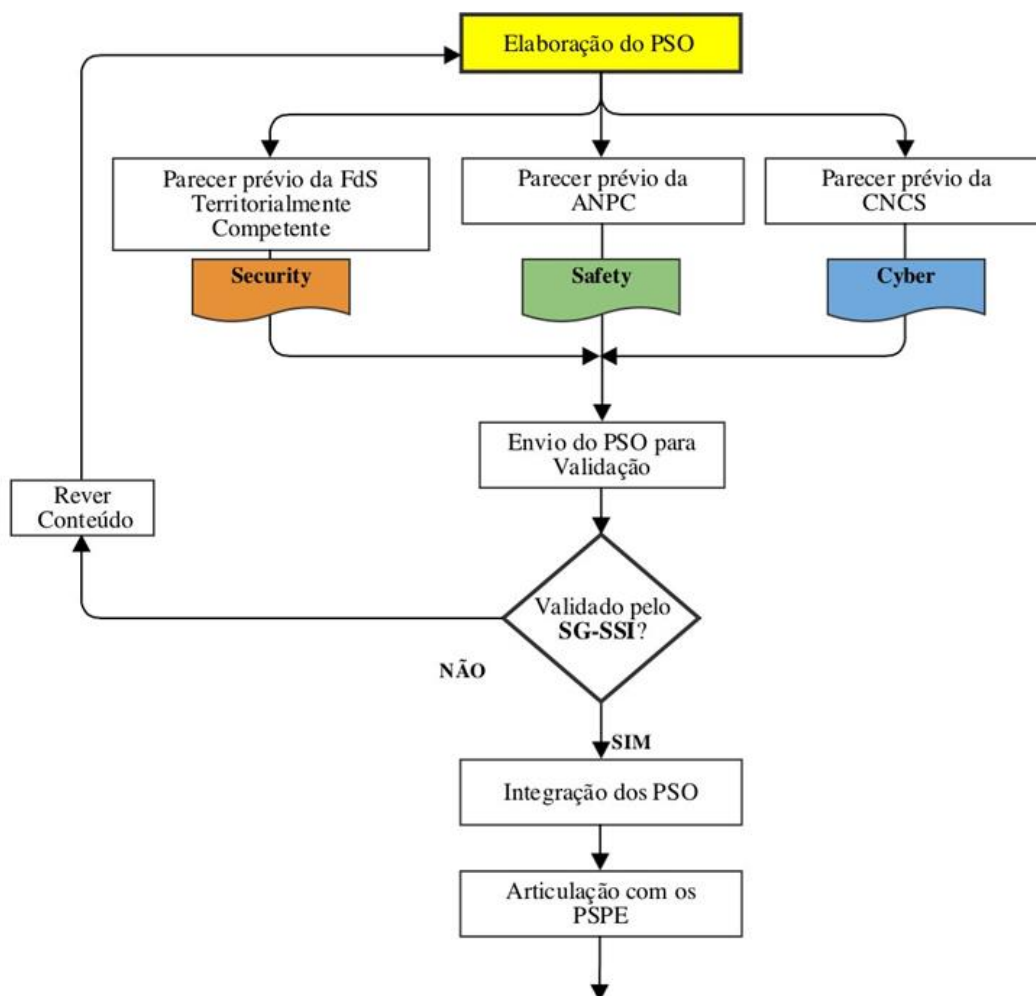 Elaboração do PSO
Parecer prévio da FdS
Territorialmente
Competente
Parecer prévio da
ANPC
Parecer prévio da
CNCS
Security
Safety
Cyber
Envio do PSO para
Validação
Rever
Conteúdo
Validado pelo
SG-SSI?
NÃO
SIM
Integração dos PSO
Articulação com os
PSPE